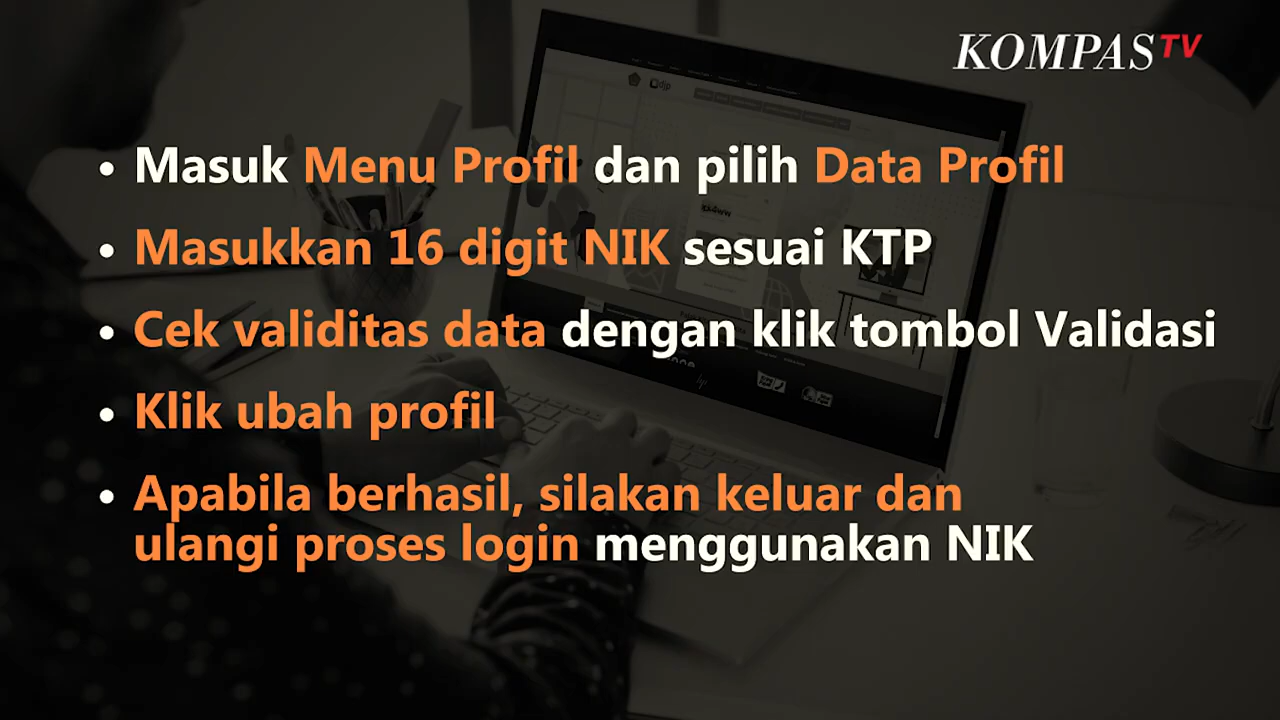 KOMPASTV
• Masuk Menu Profil dan pilih Data Profil
• Masukkan 16 digit NIK sesuai KTP
• Cek validitas data dengan klik tombol Validasi
• Klik ubah profil
• Apabila berhasil, silakan keluar dan
ulangi proses login menggunakan NIK
djp